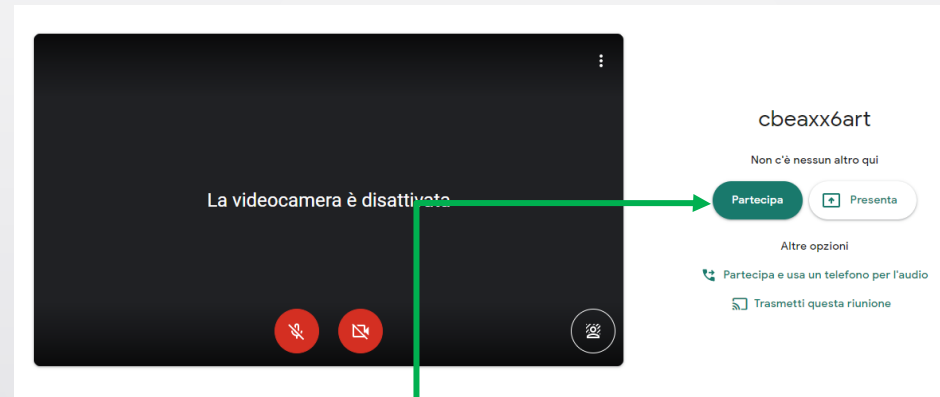 La videocamera è disattivata
cbeaxx6art
Non c'è nessun altro qui
Partecipa
Presenta
Altre opzioni
Partecipa e usa un telefono per l'audio
Trasmetti questa riunione